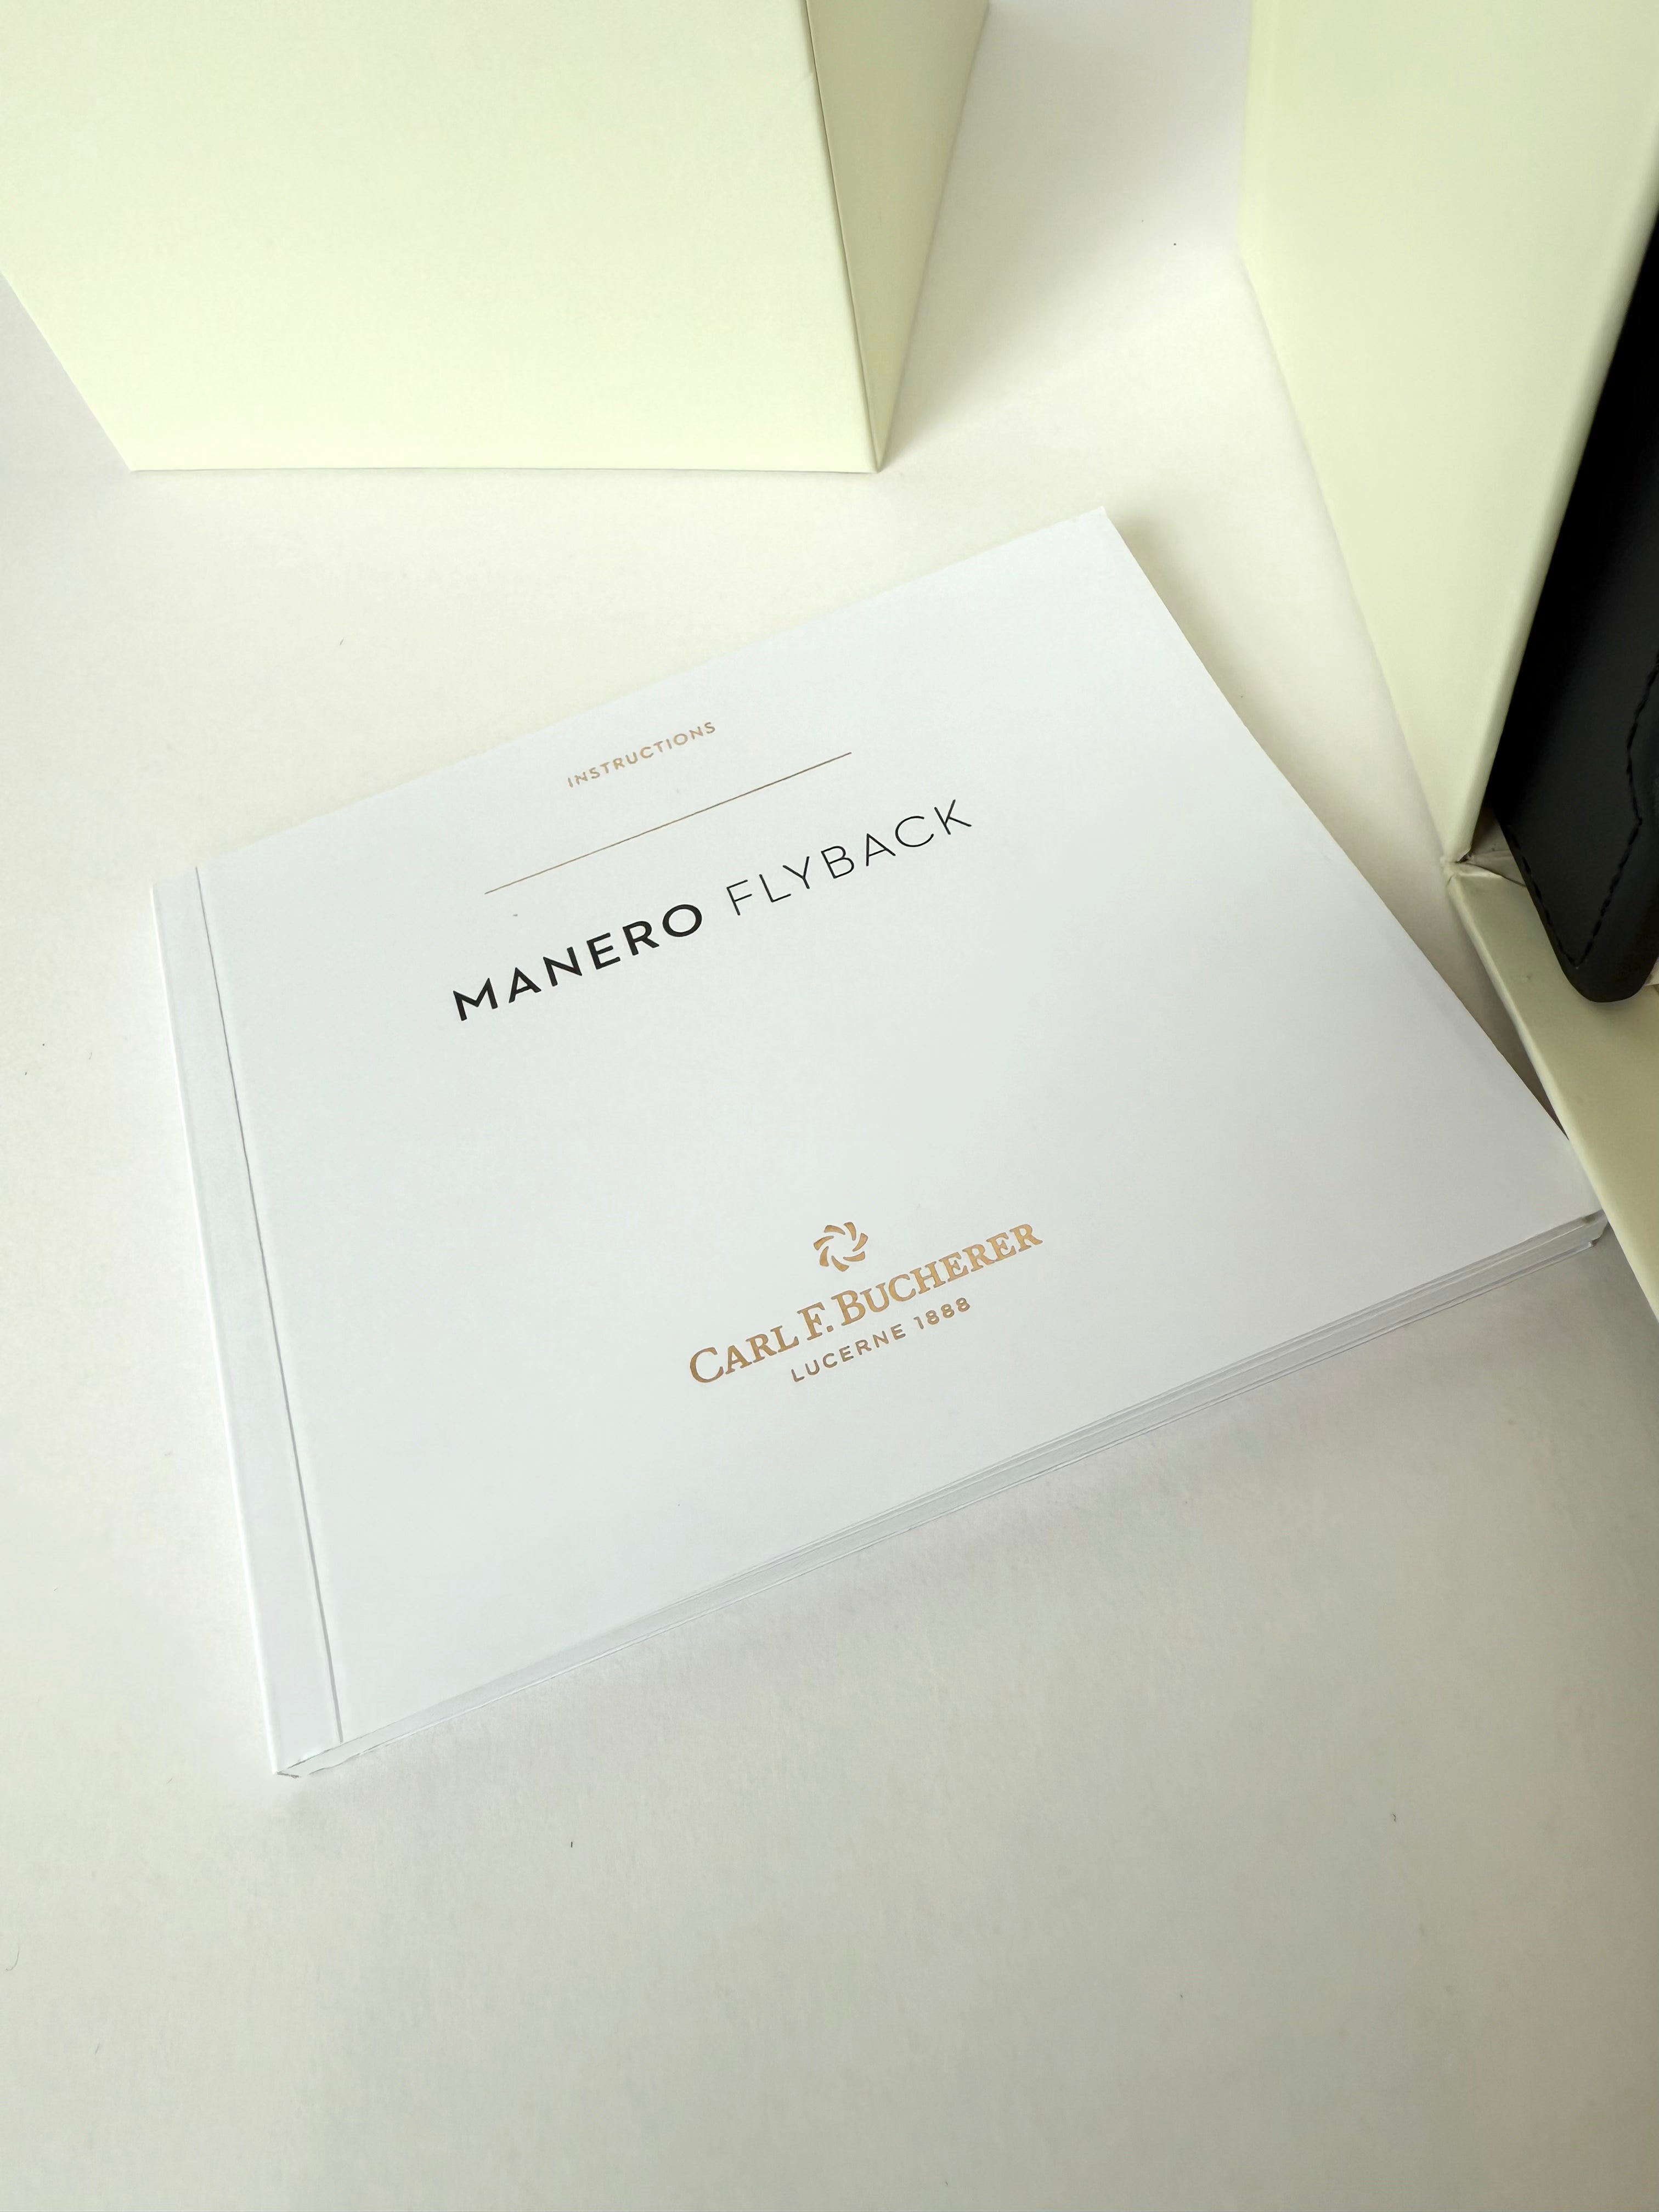 INSTRUCTIONS
MANERO FLYBACK
CARL F. BUCHERER
LUCERNE 1888